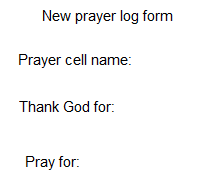 New prayer log form
Prayer cell name:
Thank God for:
Pray for: